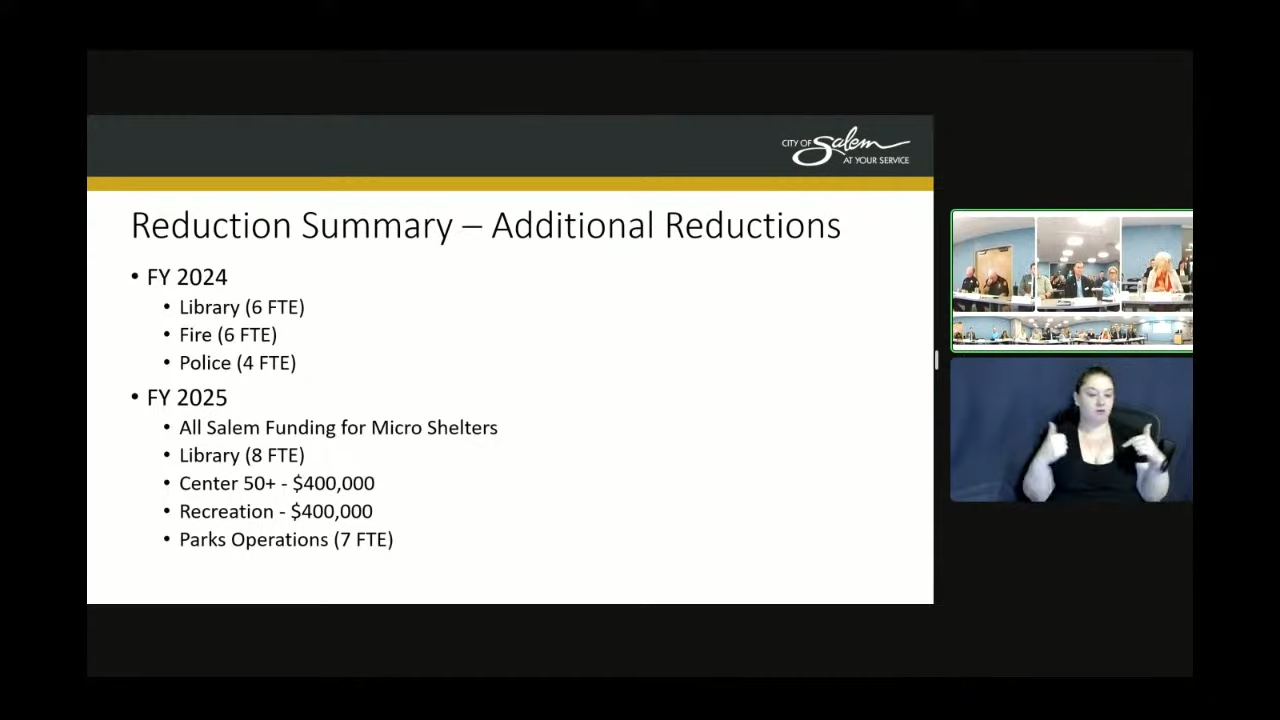 CITY OF Salem
AT YOUR SERVICE
Reduction Summary – Additional Reductions
• FY 2024
• Library (6 FTE)
• Fire (6 FTE)
• Police (4 FTE)
• FY 2025
• All Salem Funding for Micro Shelters
• Library (8 FTE)
• Center 50+ - $400,000
• Recreation - $400,000
• Parks Operations (7 FTE)